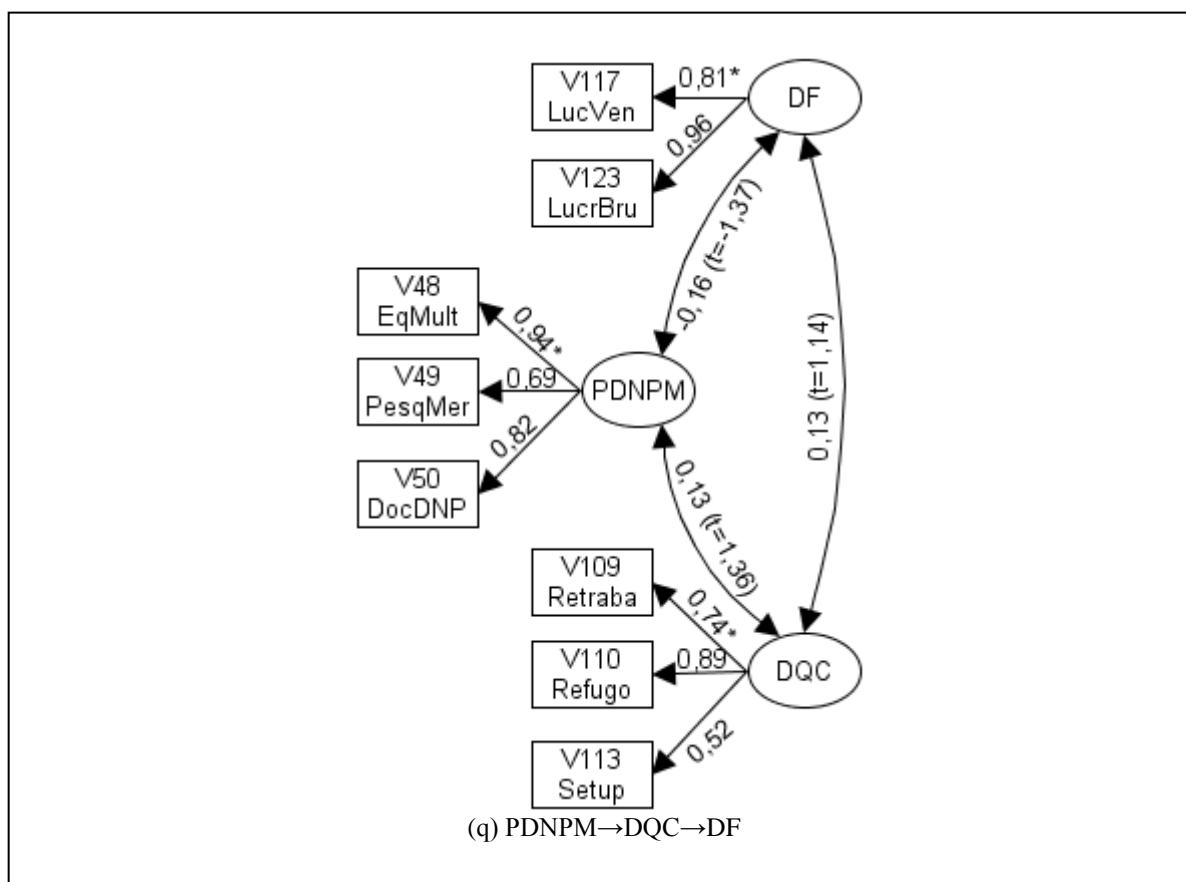 V117
LucVen
0,81*
DF
0,96
V123
LucrBru
-0,16 (t=-1,37)
0,13 (t=1,14)
V48
EqMult
0,94*
V49
PesqMer
0,69
PDNPM
0,82
V50
DocDNP
0,13 (t=1,36)
V109
Retraba
0,74*
V110
Refugo
0,89
DQC
0,52
V113
Setup
(q) PDNPM→DQC→DF